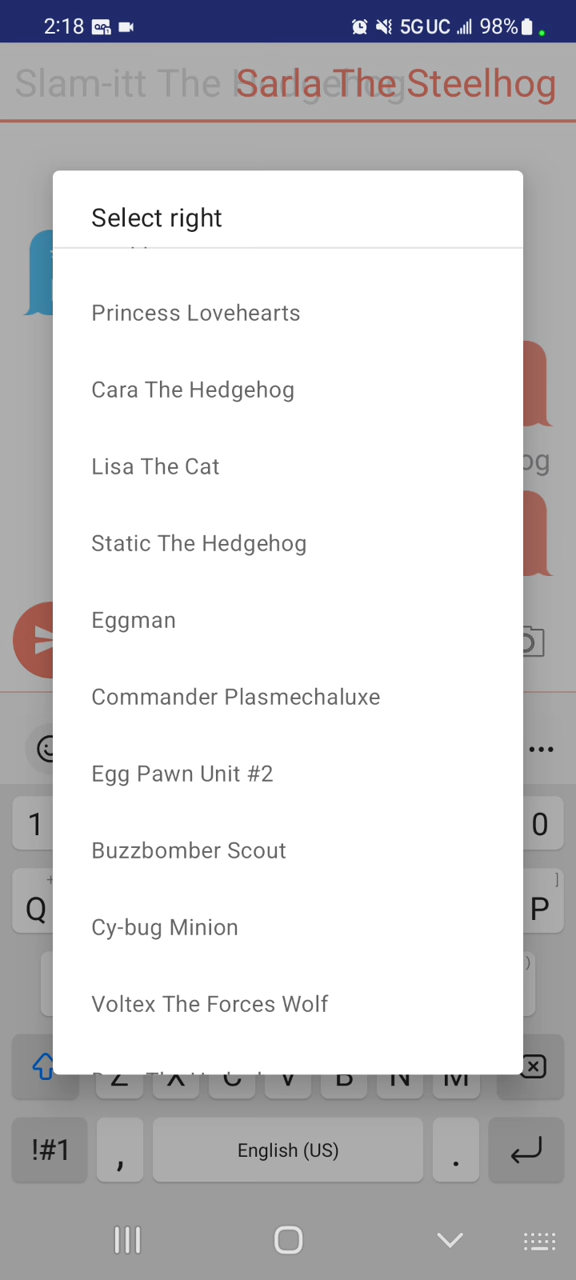 2:18
5GUC
98%
Slam-itt The Hedgehog
Sarla The Steelhog
Select right
Princess Lovehearts
Cara The Hedgehog
Lisa The Cat
Static The Hedgehog
Eggman
Commander Plasmechaluxe
Egg Pawn Unit #2
Buzzbomber Scout
Cy-bug Minion
Voltex The Forces Wolf
og
1
0
+
]
Q
P
)
Z X C V B N M
!#1
,
English (US)
.